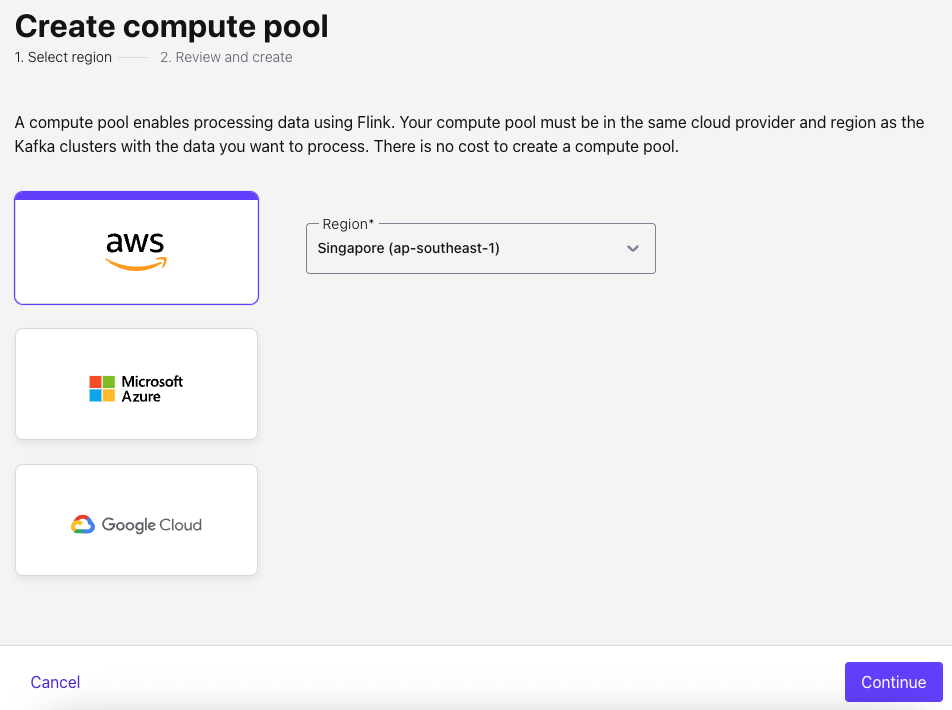 Create compute pool
1. Select region 2. Review and create
A compute pool enables processing data using Flink. Your compute pool must be in the same cloud provider and region as the
Kafka clusters with the data you want to process. There is no cost to create a compute pool.
aws
Region*
Singapore (ap-southeast-1)
Microsoft
Azure
Google Cloud
Cancel
Continue